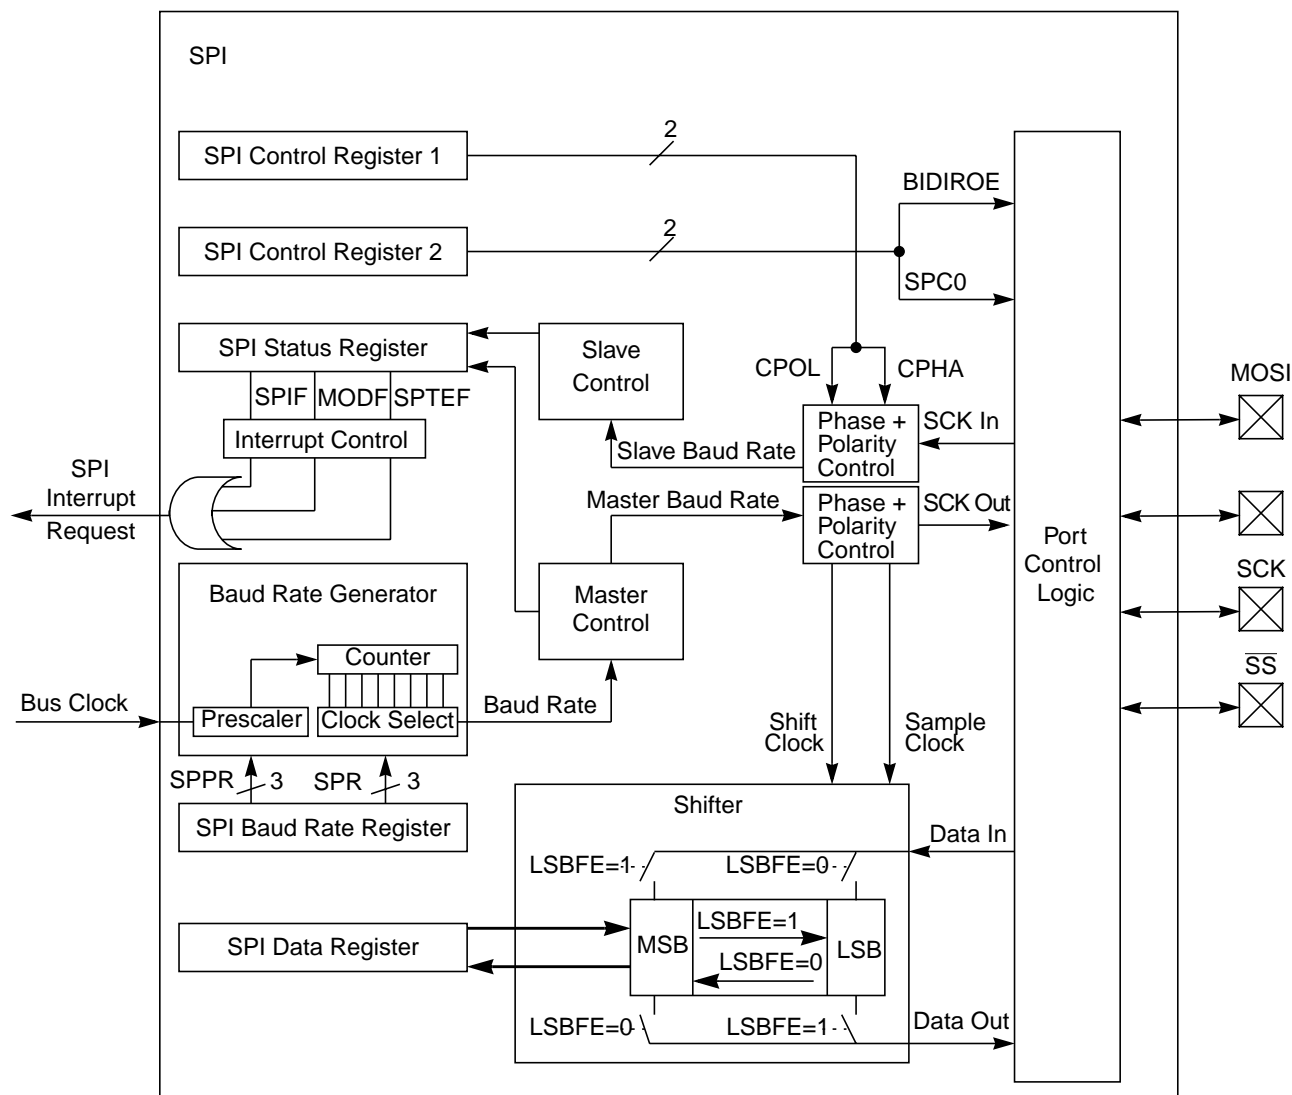 SPI
SPI Control Register 1
2
BIDIROE
SPI Control Register 2
2
SPC0
SPI Status Register
Slave
Control
CPOL
CPHA
MOSI
SPIF
MODF
SPTEF
Interrupt Control
Phase +
Polarity
Control
SCK In
Slave Baud Rate
SPI
Interrupt
Request
Master Baud Rate
Phase +
Polarity
Control
SCK Out
Port
Control
Logic
SCK
SS
Baud Rate Generator
Master
Control
Counter
Bus Clock
Prescaler
Clock Select
Baud Rate
Shift
Clock
Sample
Clock
SPPR
3
SPR
3
SPI Baud Rate Register
Shifter
Data In
LSBFE=1
LSBFE=0
SPI Data Register
MSB
LSBFE=1
LSBFE=0
LSB
LSBFE=0
LSBFE=1
Data Out